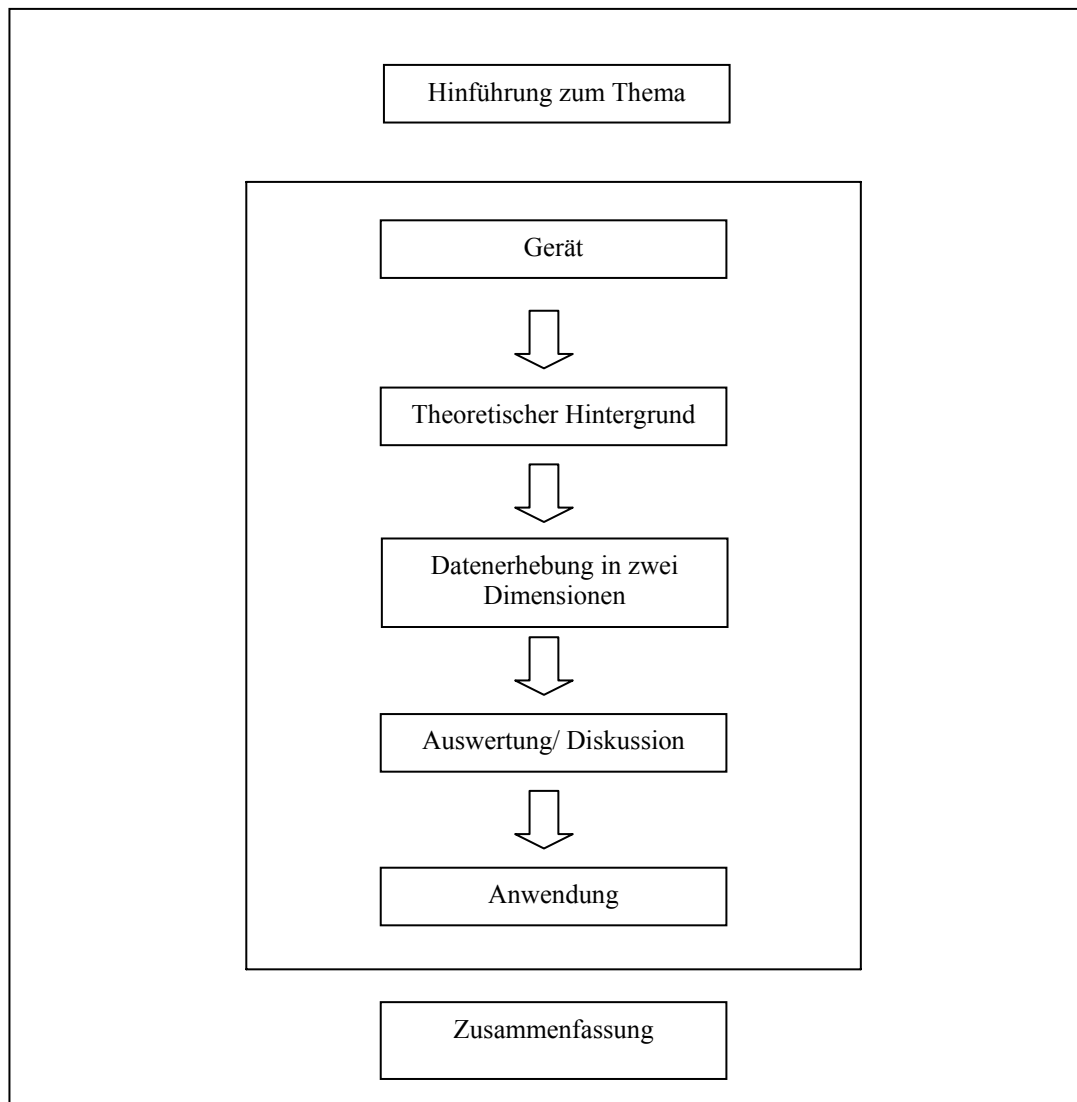 Hinführung zum Thema
Gerät
Theoretischer Hintergrund
Datenerhebung in zwei
Dimensionen
Auswertung/ Diskussion
Anwendung
Zusammenfassung